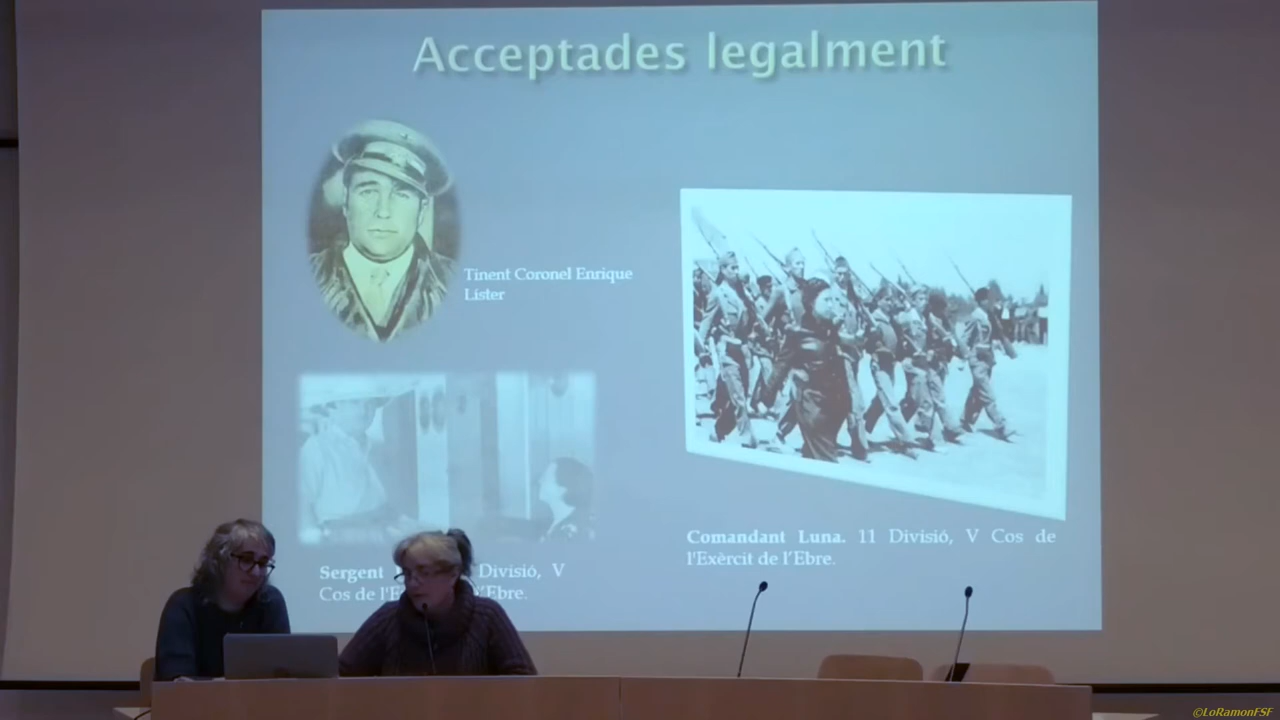 Acceptades legalment
Tinent Coronel Enrique
Líster
Comandant Luna. 11 Divisió, V Cos de
l'Exèrcit de l'Ebre.
Sergent Divisió, V
Cos de l'E 'Ebre.
©LoRamonFSF